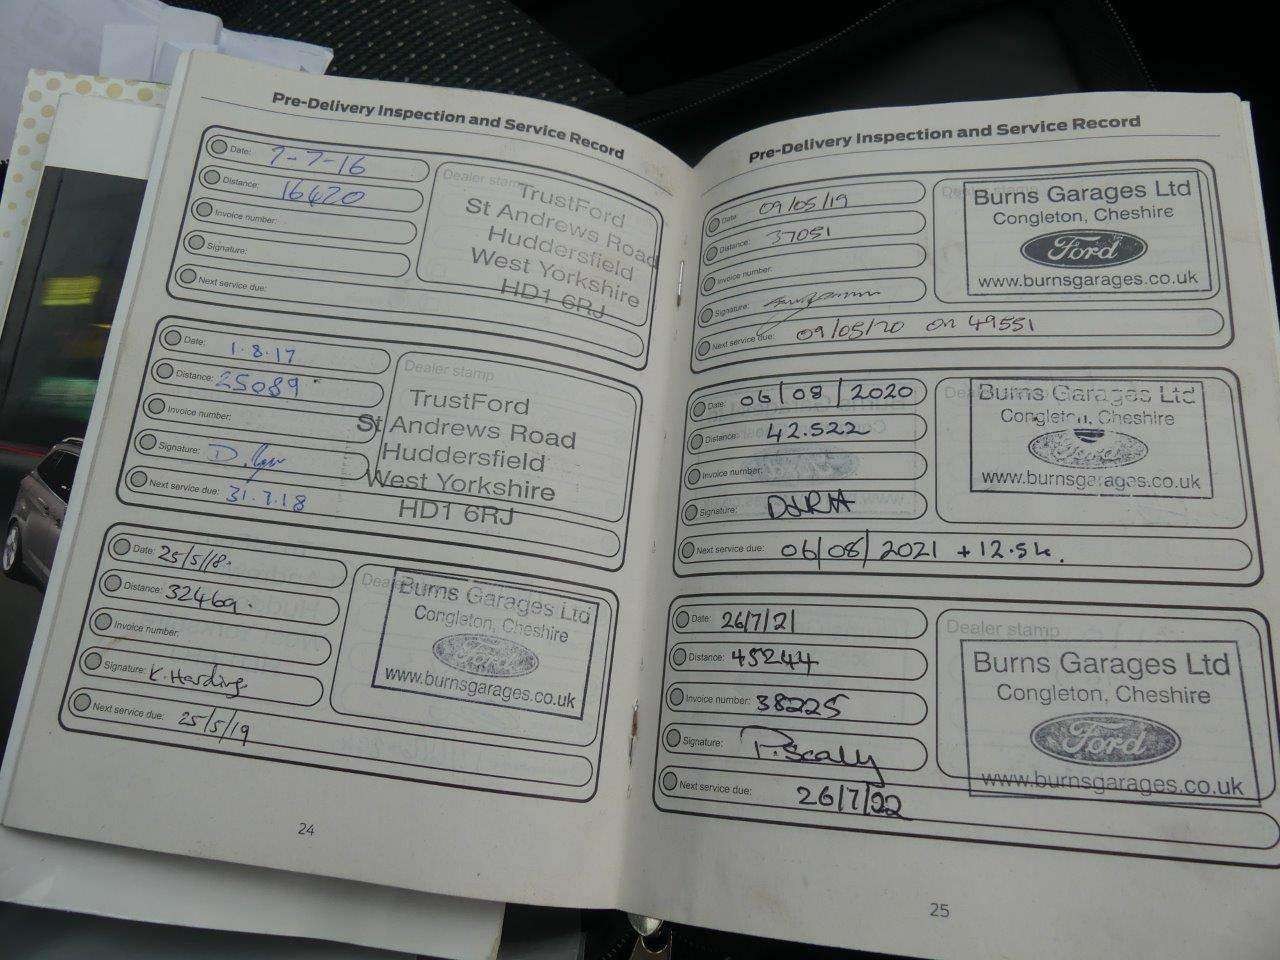 Pre-Delivery Inspection and Service Record
Date: 7-7-16
Distance: 16420
Invoice number:
Signature:
Next service due:
Dealer stamp
TrustFord
St Andrews Road
Huddersfield
West Yorkshire
HD1 6RJ
Date: 1.8.17
Distance: 25089
Invoice number:
Signature:
Next service due: 31.7.18
Dealer stamp
TrustFord
St Andrews Road
Huddersfield
West Yorkshire
HD1 6RJ
Date: 25/5/18.
Distance: 32469.
Invoice number:
Signature: K. Harding
Next service due: 25/5/19
Burns Garages Ltd
Congleton, Cheshire
www.burnsgarages.co.uk
24
Pre-Delivery Inspection and Service Record
Date: 09/05/19
Distance: 37051
Invoice number:
Signature:
Next service due: 09/05/20 or 49551
Burns Garages Ltd
Congleton, Cheshire
Ford
www.burnsgarages.co.uk
Date: 06/08/2020
Distance: 42.522
Invoice number:
Signature:
Next service due: 06/08/2021 + 12.5k.
Burns Garages Ltd
Congleton, Cheshire
www.burnsgarages.co.uk
Date: 26/7/21
Distance: 45244
Invoice number: 38225
Signature: P. Scally
Next service due: 26/7/22
Dealer stamp
Burns Garages Ltd
Congleton, Cheshire
Ford
www.burnsgarages.co.uk
25